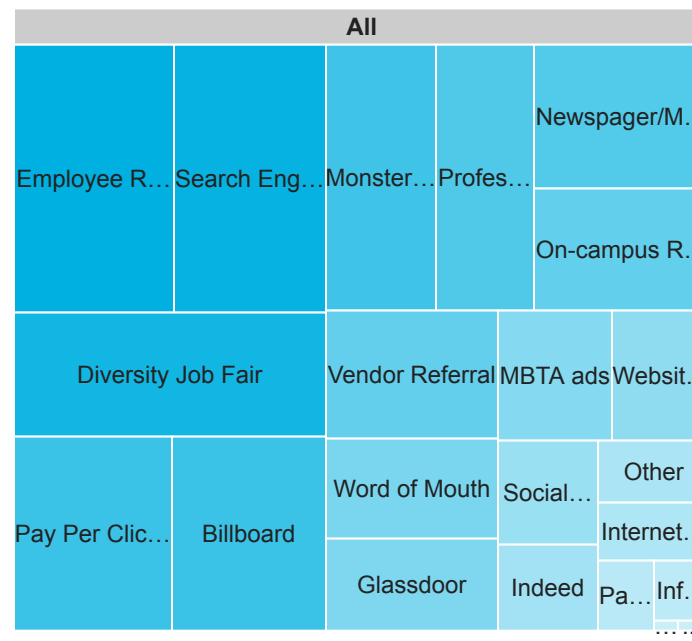 All
Employee R…
Search Eng…
Monster…
Profes…
Newspager/M…
On-campus R…
Diversity Job Fair
Vendor Referral
MBTA ads
Websit…
Pay Per Clic…
Billboard
Word of Mouth
Social…
Other
Internet…
Glassdoor
Indeed
Pa…
Inf…
…
…